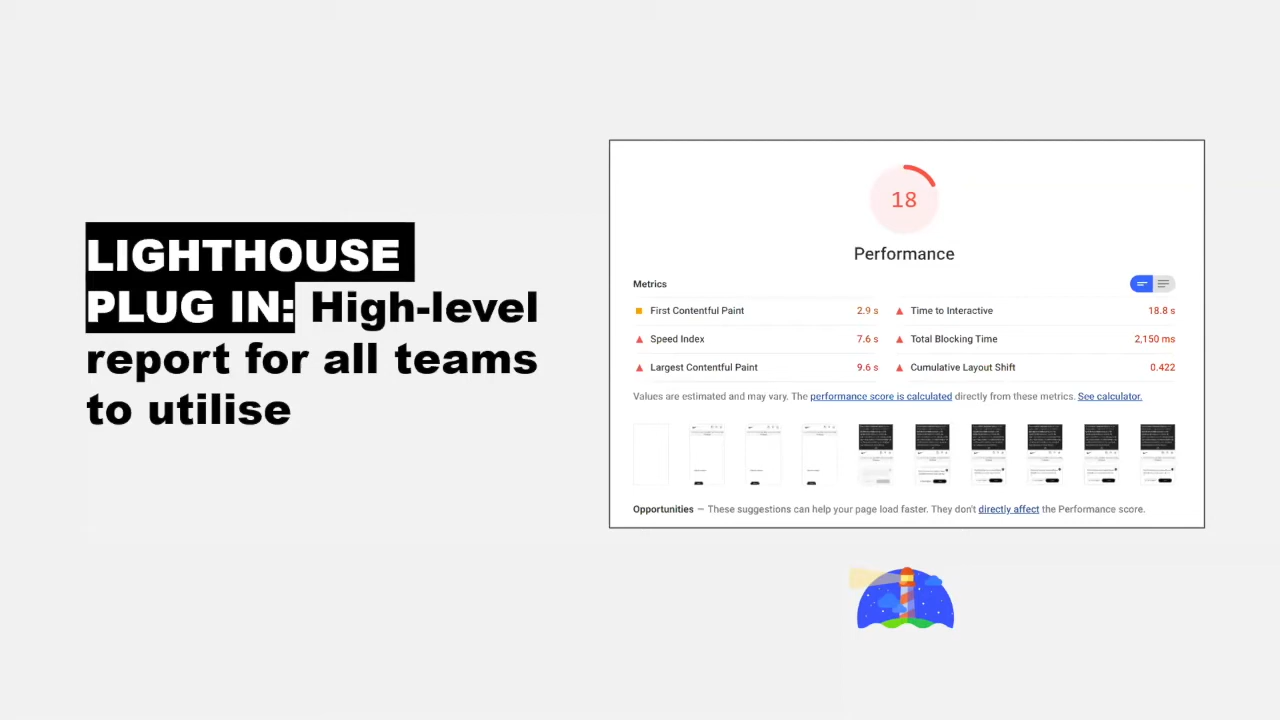 LIGHTHOUSE
PLUG IN: High-level
report for all teams
to utilise
18
Performance
Metrics
First Contentful Paint 2.9 s
Time to Interactive 18.8 s
Speed Index 7.6 s
Total Blocking Time 2,150 ms
Largest Contentful Paint 9.6 s
Cumulative Layout Shift 0.422
Values are estimated and may vary. The performance score is calculated directly from these metrics. See calculator.
Opportunities — These suggestions can help your page load faster. They don't directly affect the Performance score.